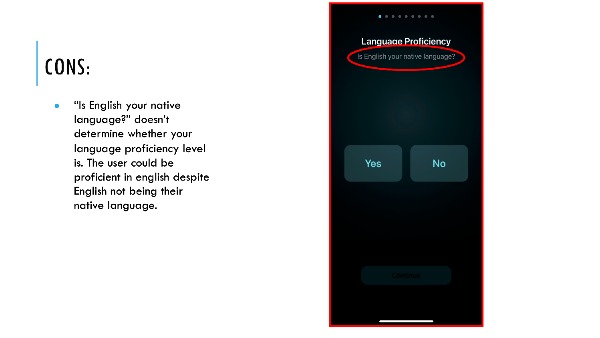 CONS:
"Is English your native
language?" doesn't
determine whether your
language proficiency level
is. The user could be
proficient in english despite
English not being their
native language.
Language Proficiency
Is English your native language?
Yes
No
Continue